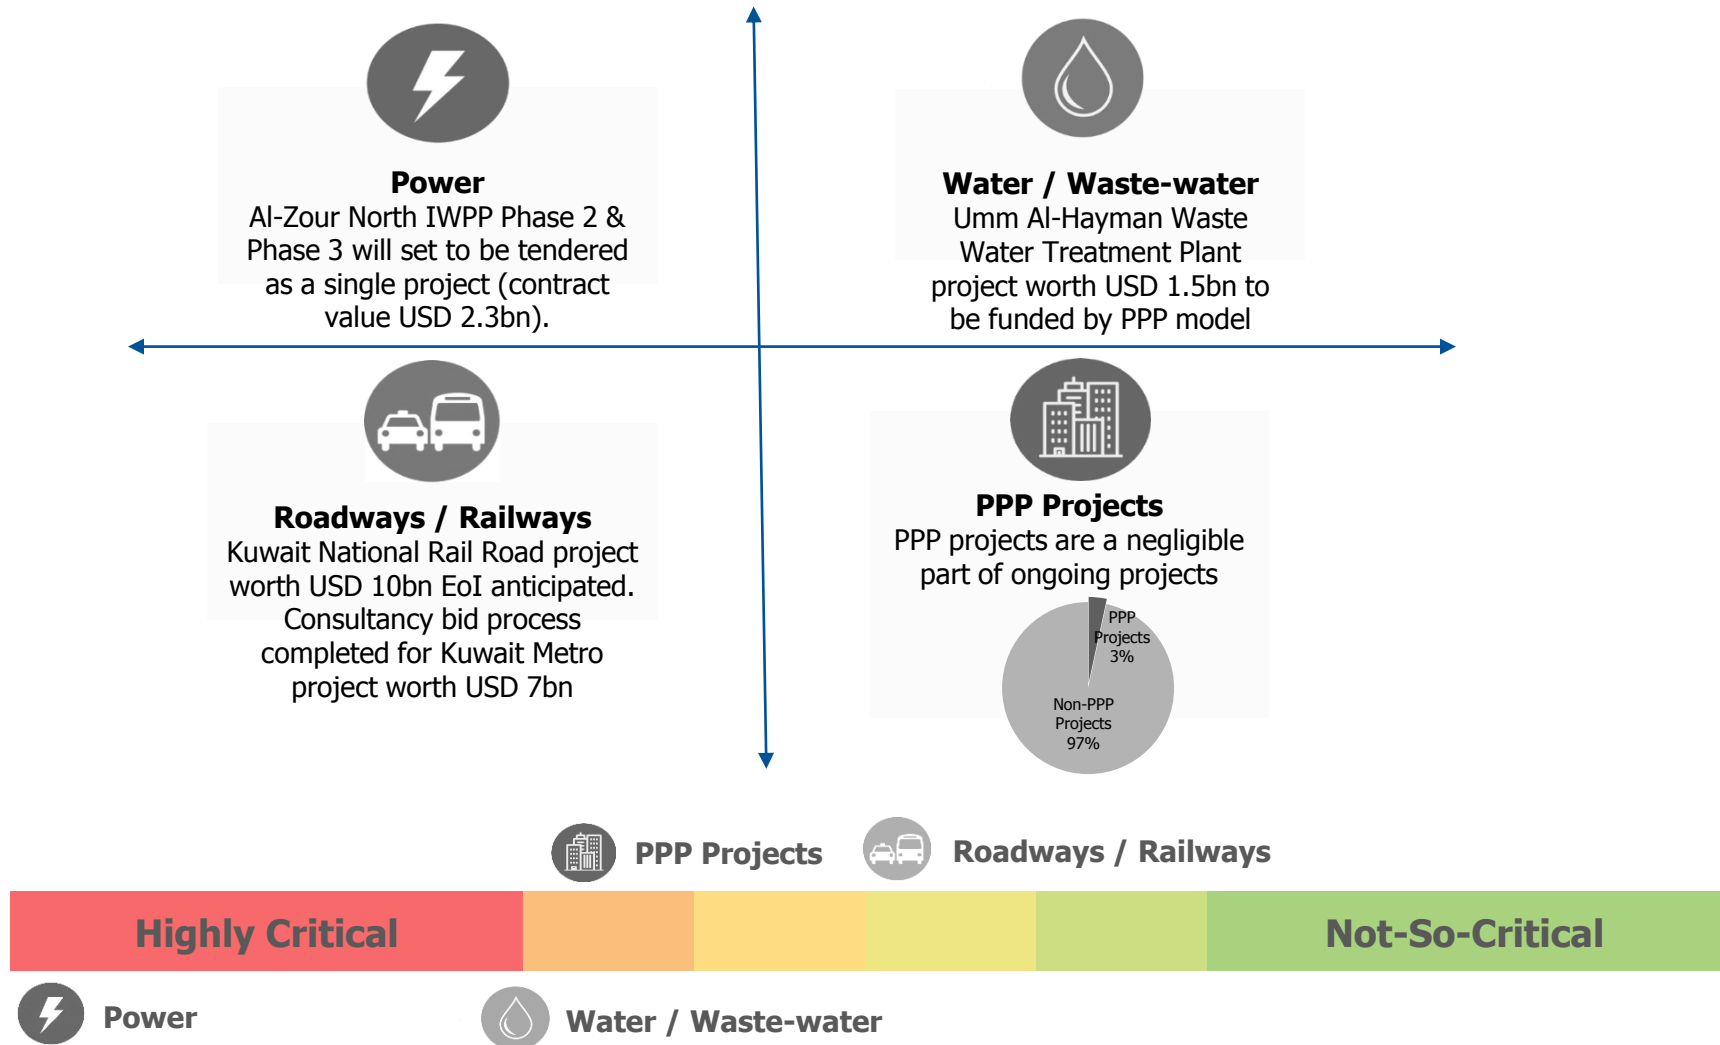 Power
Al-Zour North IWPP Phase 2 &
Phase 3 will set to be tendered
as a single project (contract
value USD 2.3bn).
Water / Waste-water
Umm Al-Hayman Waste
Water Treatment Plant
project worth USD 1.5bn to
be funded by PPP model
Roadways / Railways
Kuwait National Rail Road project
worth USD 10bn EoI anticipated.
Consultancy bid process
completed for Kuwait Metro
project worth USD 7bn
PPP Projects
PPP projects are a negligible
part of ongoing projects
PPP
Projects
3%
Non-PPP
Projects
97%
PPP Projects
Roadways / Railways
Highly Critical
Not-So-Critical
Power
Water / Waste-water